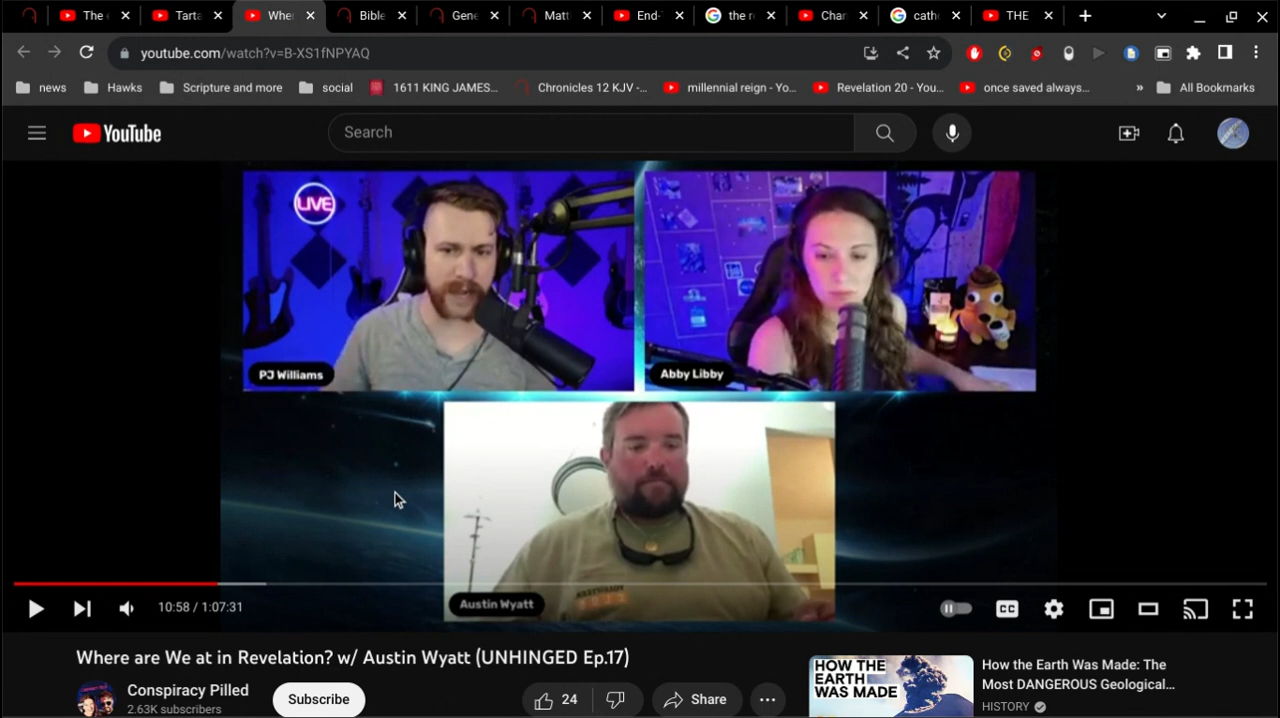 The
Tarta
Whe
Bible
Gene
Matt
End-T
the r
Char
cath
THE
youtube.com/watch?v=B-XS1fNPYAQ
news
Hawks
Scripture and more
social
1611 KING JAMES...
Chronicles 12 KJV -...
millennial reign - Yo...
Revelation 20 - You...
once saved always...
»
All Bookmarks
YouTube
Search
LIVE
PJ Williams
Abby Libby
Austin Wyatt
10:58 / 1:07:31
CC
Where are We at in Revelation? w/ Austin Wyatt (UNHINGED Ep.17)
Conspiracy Pilled
2.63K subscribers
Subscribe
24
Share
HOW THE
EARTH
WAS MADE
How the Earth Was Made: The
Most DANGEROUS Geological...
HISTORY